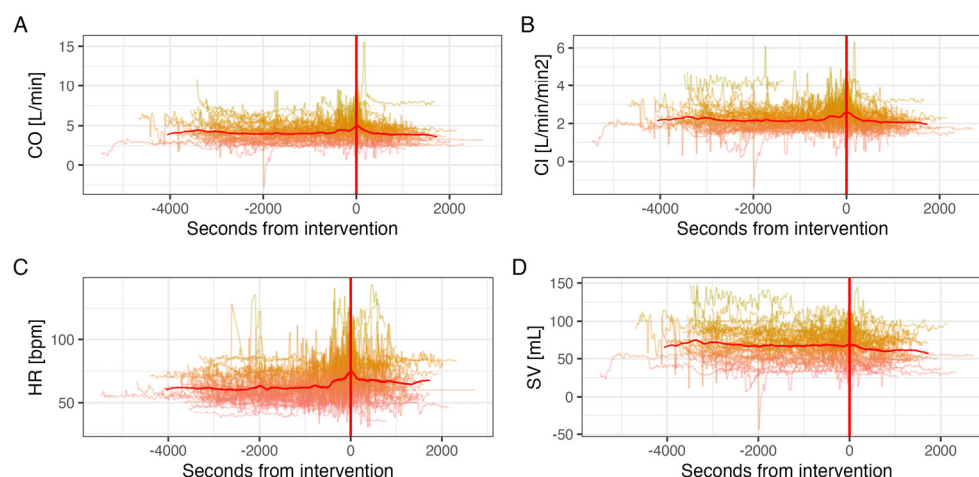 A
CO [L/min]
15
10
5
0
-4000 -2000 0 2000
Seconds from intervention
B
CI [L/min/min2]
6
4
2
0
-4000 -2000 0 2000
Seconds from intervention
C
HR [bpm]
100
50
-4000 -2000 0 2000
Seconds from intervention
D
SV [mL]
150
100
50
0
-50
-4000 -2000 0 2000
Seconds from intervention